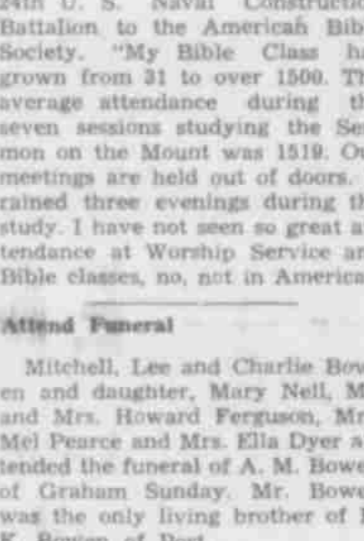 24th U. S. Naval Constructio
Battalion to the American Bib
Society. "My Bible Class ha
grown from 31 to over 1500. Th
average attendance during th
seven sessions studying the Ser
mon on the Mount was 1519. Ou
meetings are held out of doors.
rained three evenings during th
study. I have not seen so great at
tendance at Worship Service an
Bible classes, no, not in America
Attend Funeral
Mitchell, Lee and Charlie Bow
en and daughter, Mary Nell, M
and Mrs. Howard Ferguson, Mr
Mel Pearce and Mrs. Ella Dyer at
tended the funeral of A. M. Bowe
of Graham Sunday. Mr. Bowe
was the only living brother of
K. Bowen of Post